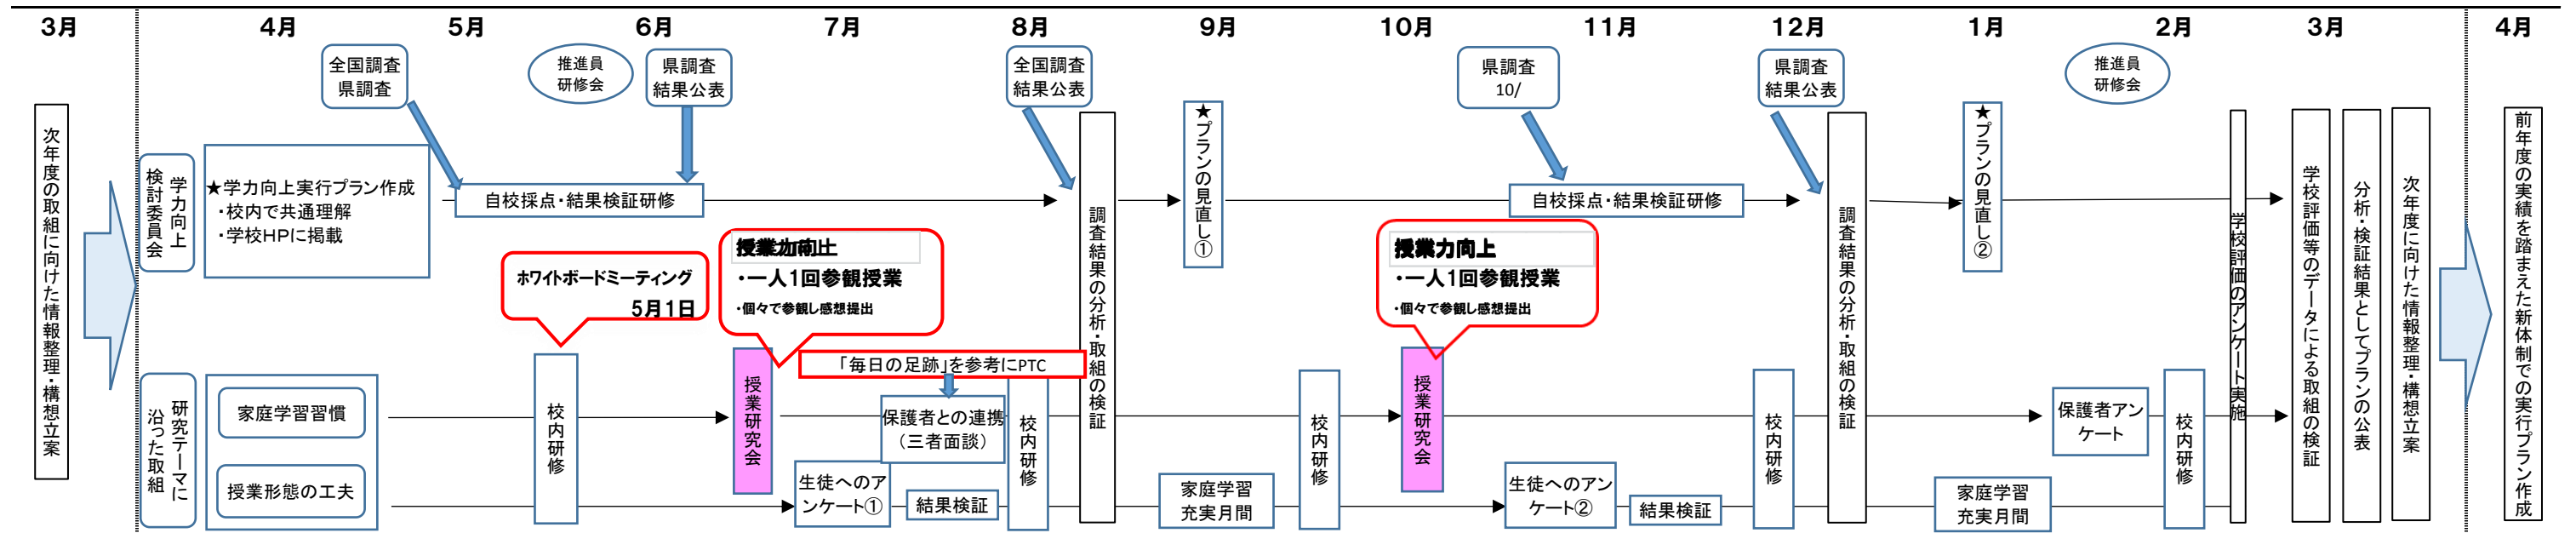 3月
4月
5月
6月
7月
8月
9月
10月
11月
12月
1月
2月
3月
4月
全国調査
県調査
推進員
研修会
県調査
結果公表
全国調査
結果公表
県調査
10/
県調査
結果公表
推進員
研修会
次年度の取組に向けた情報整理・構想立案
学力向上
検討委員会
★学力向上実行プラン作成
・校内で共通理解
・学校HPに掲載
自校採点・結果検証研修
調査結果の分析・取組の検証
★プランの見直し①
自校採点・結果検証研修
調査結果の分析・取組の検証
★プランの見直し②
学校評価のアンケート実施
学校評価等のデータによる取組の検証
分析・検証結果としてプランの公表
次年度に向けた情報整理・構想立案
前年度の実績を踏まえた新体制での実行プラン作成
ホワイトボードミーティング
5月1日
授業力向上
・一人1回参観授業
・個々で参観し感想提出
授業力向上
・一人1回参観授業
・個々で参観し感想提出
「毎日の足跡」を参考にPTC
研究テーマに
沿った取組
家庭学習習慣
授業形態の工夫
校内研修
授業研究会
保護者との連携
（三者面談）
生徒へのア
ンケート①
結果検証
校内研修
家庭学習
充実月間
校内研修
授業研究会
生徒へのアン
ケート②
結果検証
校内研修
家庭学習
充実月間
保護者アン
ケート
校内研修